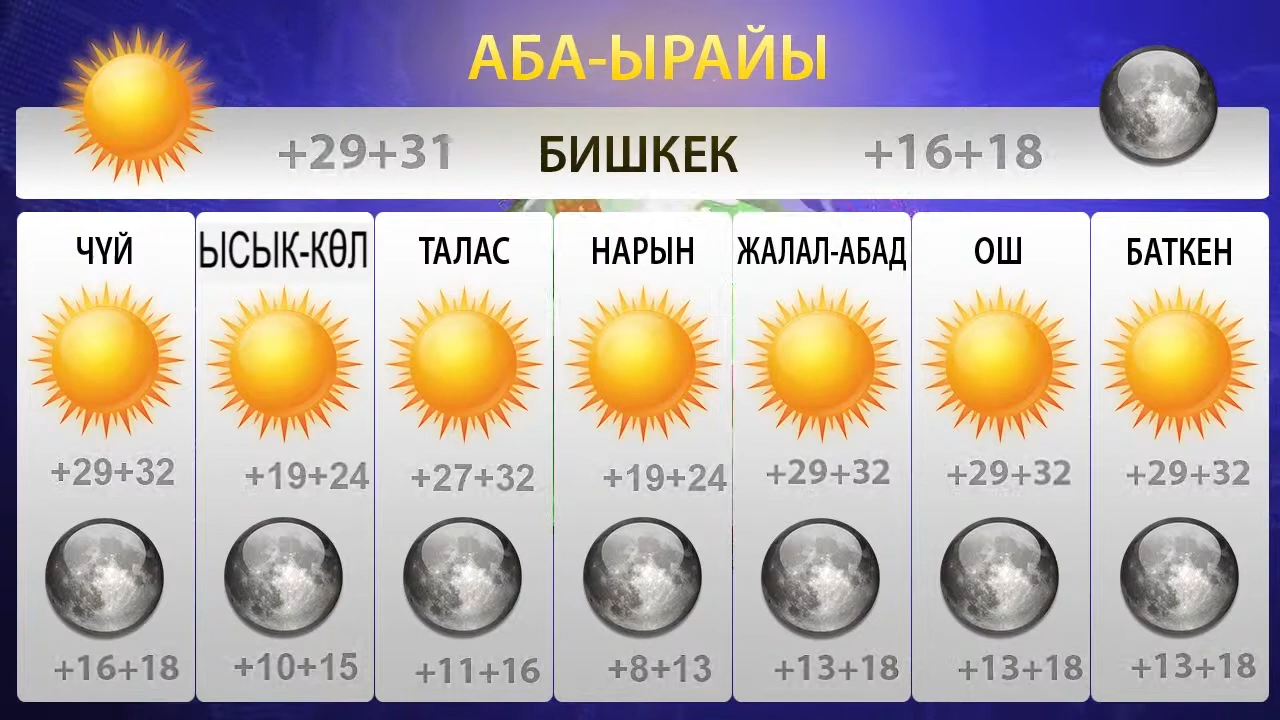 АБА-ЫРАЙЫ
+29+31 БИШКЕК +16+18
ЧҮЙ ЫСЫК-КӨЛ ТАЛАС НАРЫН ЖАЛАЛ-АБАД ОШ БАТКЕН
+29+32 +19+24 +27+32 +19+24 +29+32 +29+32 +29+32
+16+18 +10+15 +11+16 +8+13 +13+18 +13+18 +13+18